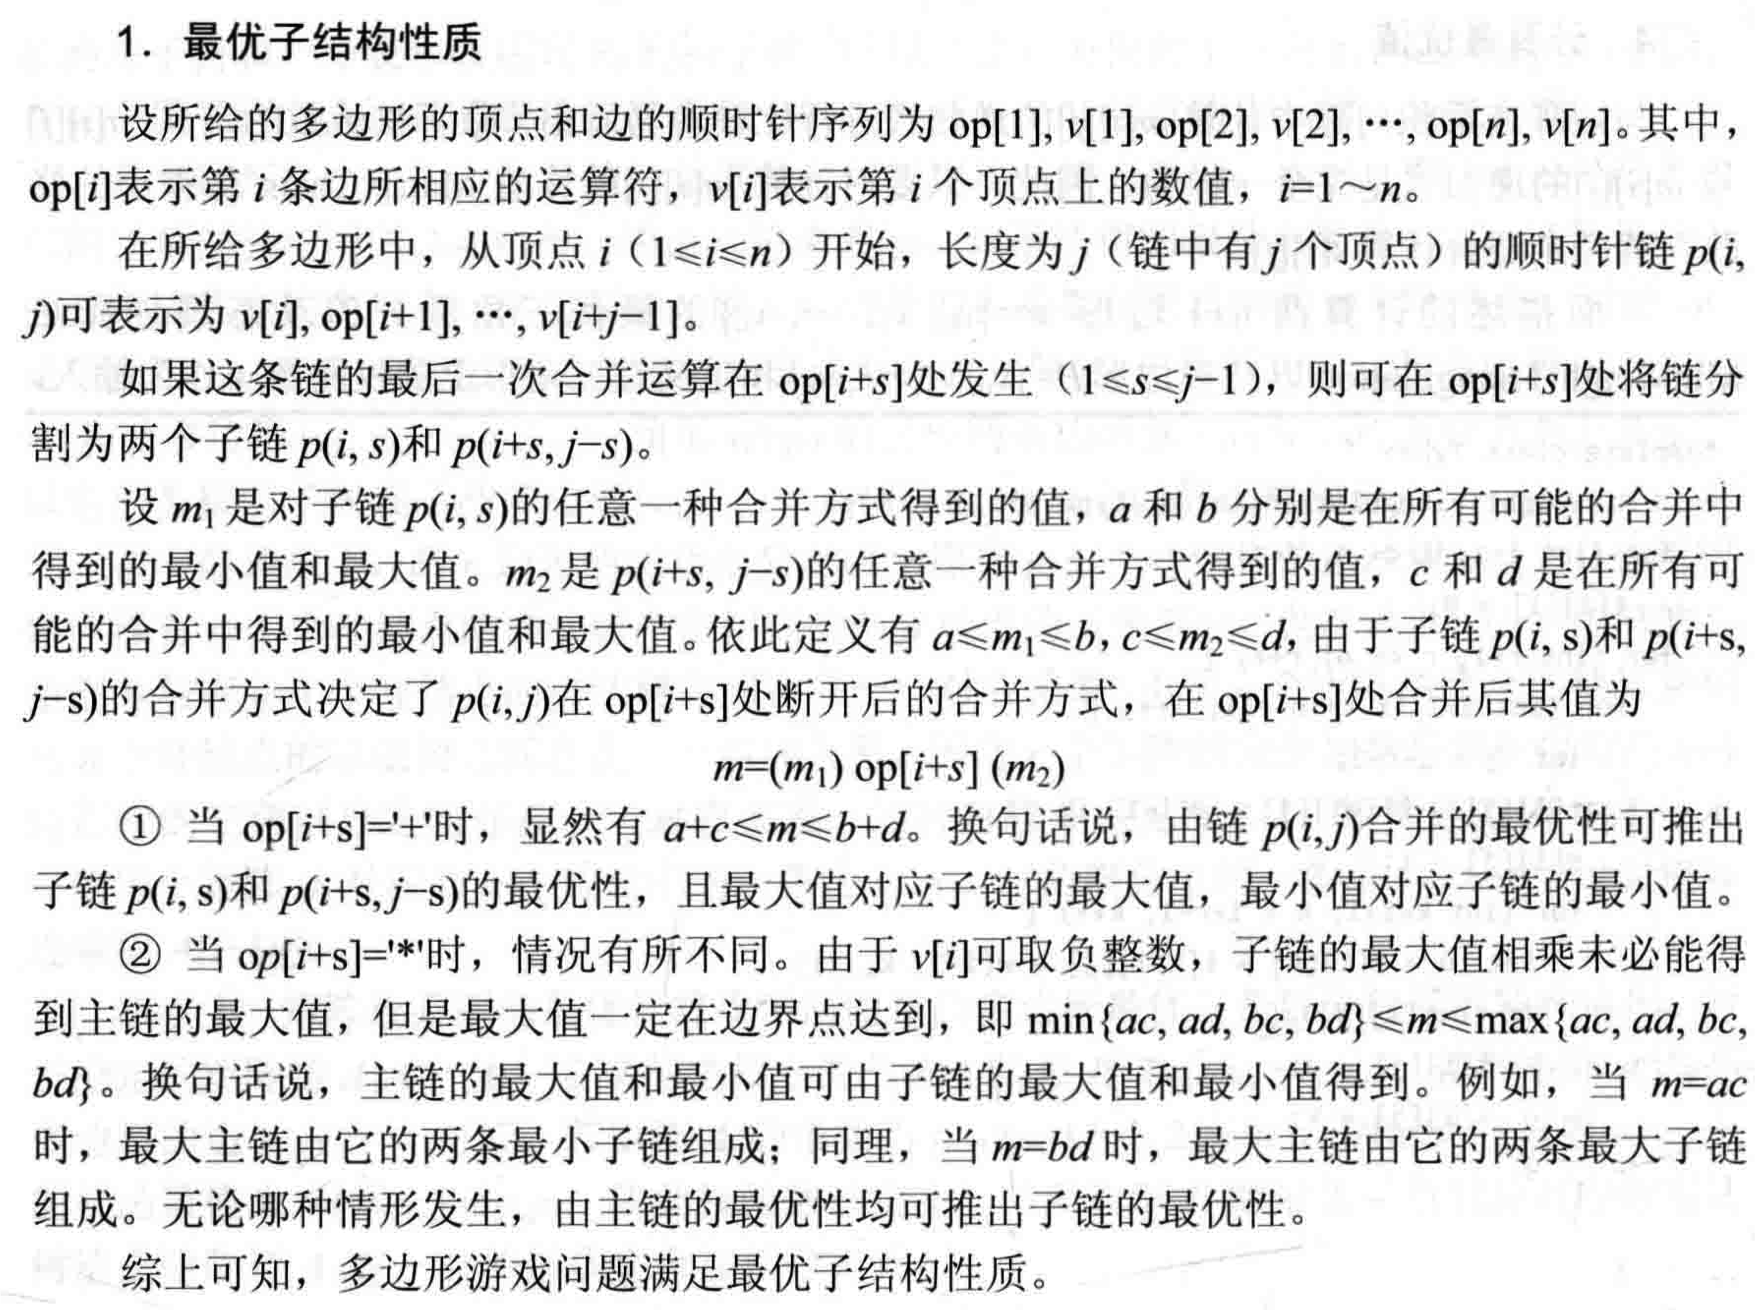 1. 最优子结构性质
设所给的多边形的顶点和边的顺时针序列为 op[1], v[1], op[2], v[2], ⋯, op[n], v[n]。其中，
op[i]表示第 i 条边所相应的运算符，v[i]表示第 i 个顶点上的数值，i=1～n。
在所给多边形中，从顶点 i（1≤i≤n）开始，长度为 j（链中有 j 个顶点）的顺时针链 p(i,
j)可表示为 v[i], op[i+1], ⋯, v[i+j−1]。
如果这条链的最后一次合并运算在 op[i+s]处发生（1≤s≤j−1），则可在 op[i+s]处将链分
割为两个子链 p(i, s)和 p(i+s, j−s)。
设 m₁ 是对子链 p(i, s)的任意一种合并方式得到的值，a 和 b 分别是在所有可能的合并中
得到的最小值和最大值。m₂ 是 p(i+s, j−s)的任意一种合并方式得到的值，c 和 d 是在所有可
能的合并中得到的最小值和最大值。依此定义有 a≤m₁≤b，c≤m₂≤d, 由于子链 p(i, s)和 p(i+s,
j−s)的合并方式决定了 p(i, j)在 op[i+s]处断开后的合并方式，在 op[i+s]处合并后其值为
m=(m₁) op[i+s] (m₂)
① 当 op[i+s]='+'时，显然有 a+c≤m≤b+d。换句话说，由链 p(i, j)合并的最优性可推出
子链 p(i, s)和 p(i+s, j−s)的最优性，且最大值对应子链的最大值，最小值对应子链的最小值。
② 当 op[i+s]='*'时，情况有所不同。由于 v[i]可取负整数，子链的最大值相乘未必能得
到主链的最大值，但是最大值一定在边界点达到，即 min{ac, ad, bc, bd}≤m≤max{ac, ad, bc,
bd}。换句话说，主链的最大值和最小值可由子链的最大值和最小值得到。例如，当 m=ac
时，最大主链由它的两条最小子链组成；同理，当 m=bd 时，最大主链由它的两条最大子链
组成。无论哪种情形发生，由主链的最优性均可推出子链的最优性。
综上可知，多边形游戏问题满足最优子结构性质。